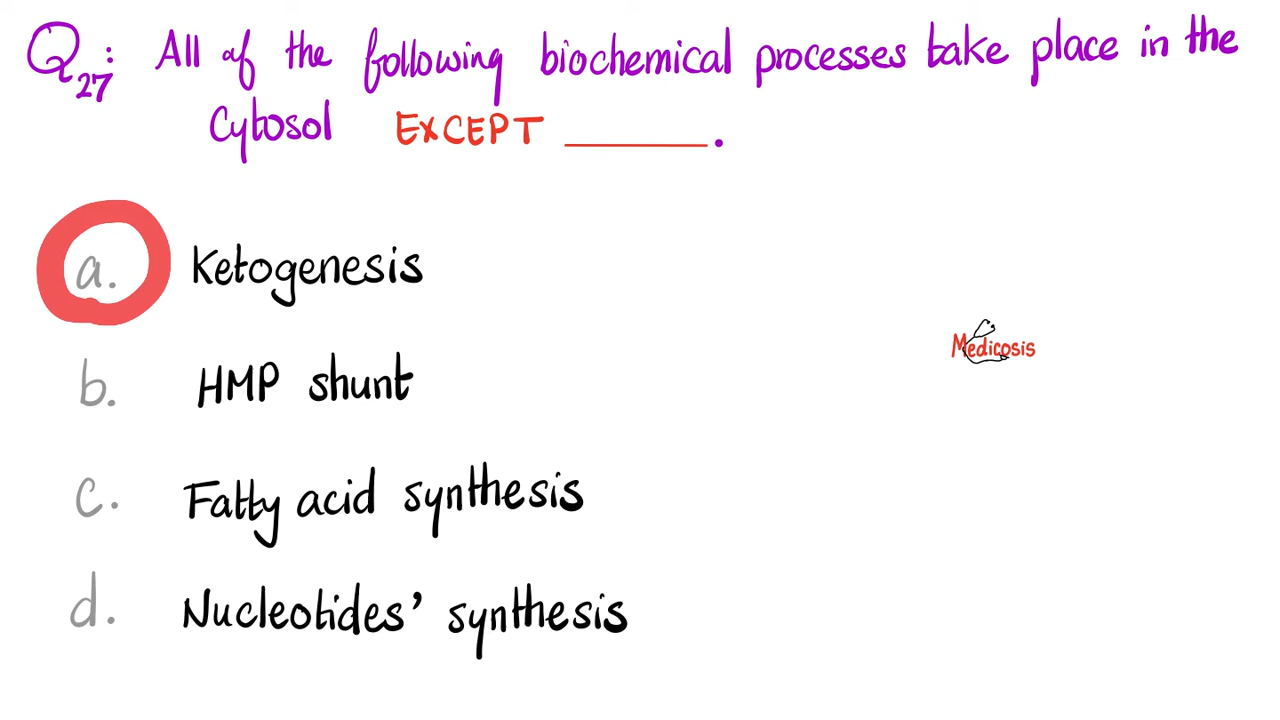 Q27: All of the following biochemical processes take place in the
Cytosol EXCEPT ______.
a. Ketogenesis
Medicosis
b. HMP shunt
c. Fatty acid synthesis
d. Nucleotides' synthesis